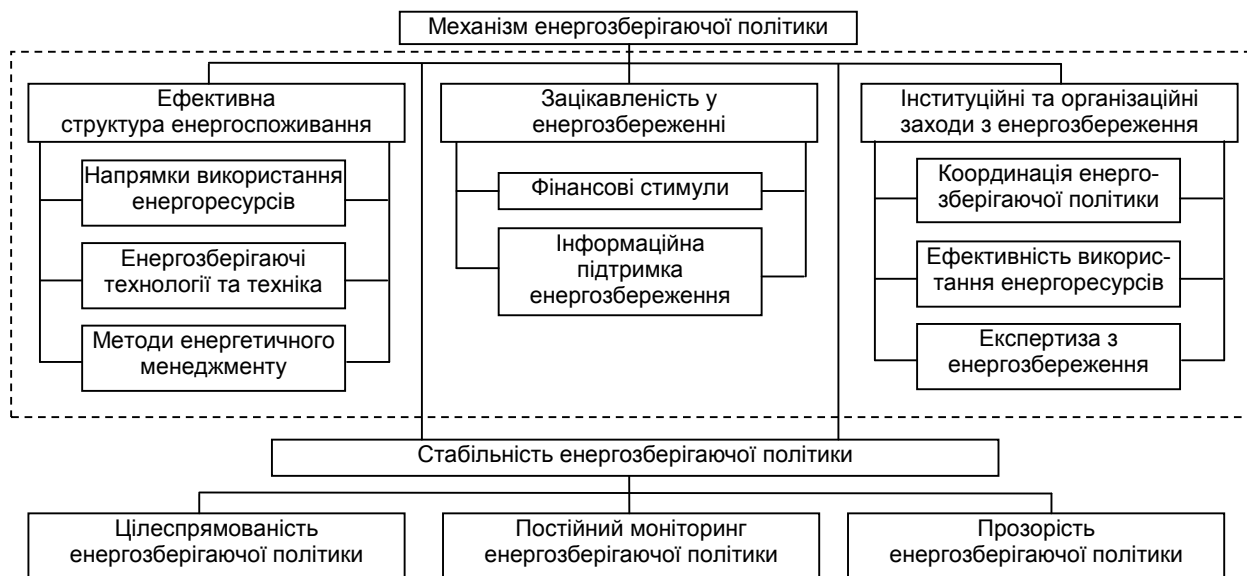 Механізм енергозберігаючої політики
Ефективна
структура енергоспоживання
Напрямки використання
енергоресурсів
Енергозберігаючі
технології та техніка
Методи енергетичного
менеджменту
Зацікавленість у
енергозбереженні
Фінансові стимули
Інформаційна
підтримка
енергозбереження
Інституційні та організаційні
заходи з енергозбереження
Координація енерго-
зберігаючої політики
Ефективність викорис-
тання енергоресурсів
Експертиза з
енергозбереження
Стабільність енергозберігаючої політики
Цілеспрямованість
енергозберігаючої політики
Постійний моніторинг
енергозберігаючої політики
Прозорість
енергозберігаючої політики